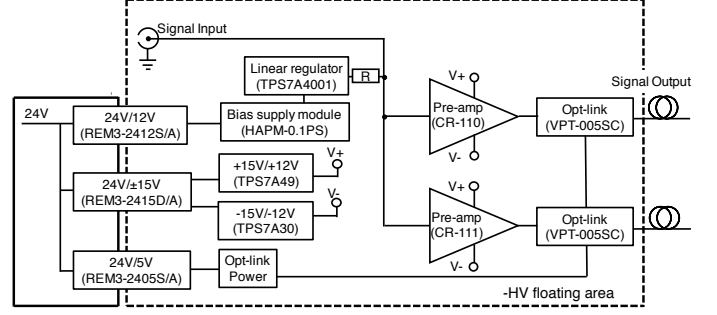 Signal Input
Linear regulator
(TPS7A4001)
R
V+
Signal Output
24V
24V/12V
(REM3-2412S/A)
Bias supply module
(HAPM-0.1PS)
Pre-amp
(CR-110)
Opt-link
(VPT-005SC)
V-
24V/±15V
(REM3-2415D/A)
+15V/+12V
(TPS7A49)
V+
-15V/-12V
(TPS7A30)
V-
V+
Pre-amp
(CR-111)
Opt-link
(VPT-005SC)
V-
24V/5V
(REM3-2405S/A)
Opt-link
Power
-HV floating area